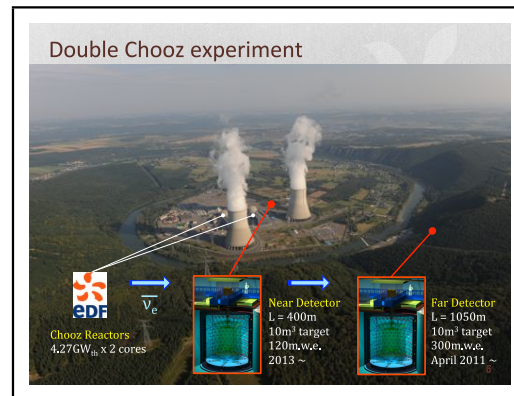 Double Chooz experiment
eDF
ν̅e
Chooz Reactors
4.27GWth x 2 cores
Near Detector
L = 400m
10m³ target
120m.w.e.
2013 ~
Far Detector
L = 1050m
10m³ target
300m.w.e.
April 2011 ~